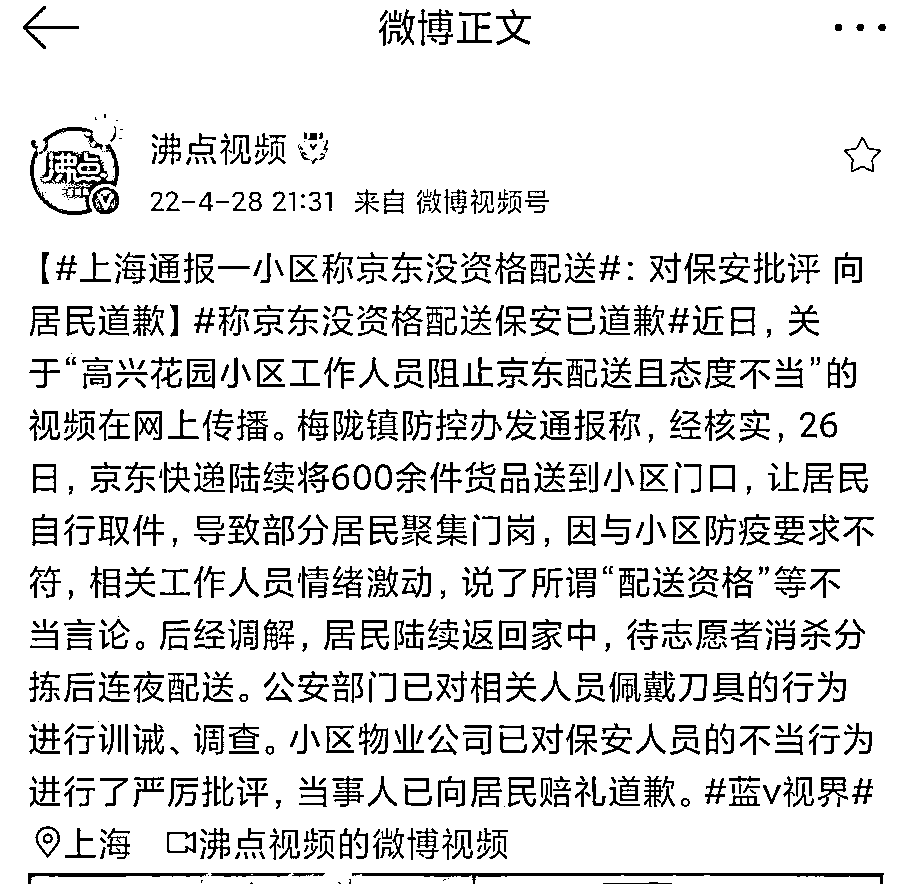 微博正文
沸点
沸点视频
22-4-28 21:31 来自 微博视频号
【#上海通报一小区称京东没资格配送#：对保安批评 向
居民道歉】#称京东没资格配送保安已道歉#近日，关
于“高兴花园小区工作人员阻止京东配送且态度不当”的
视频在网上传播。梅陇镇防控办发通报称，经核实，26
日，京东快递陆续将600余件货品送到小区门口，让居民
自行取件，导致部分居民聚集门岗，因与小区防疫要求不
符，相关工作人员情绪激动，说了所谓“配送资格”等不
当言论。后经调解，居民陆续返回家中，待志愿者消杀分
拣后连夜配送。公安部门已对相关人员佩戴刀具的行为
进行训诫、调查。小区物业公司已对保安人员的不当行为
进行了严厉批评，当事人已向居民赔礼道歉。#蓝v视界#
上海 沸点视频的微博视频